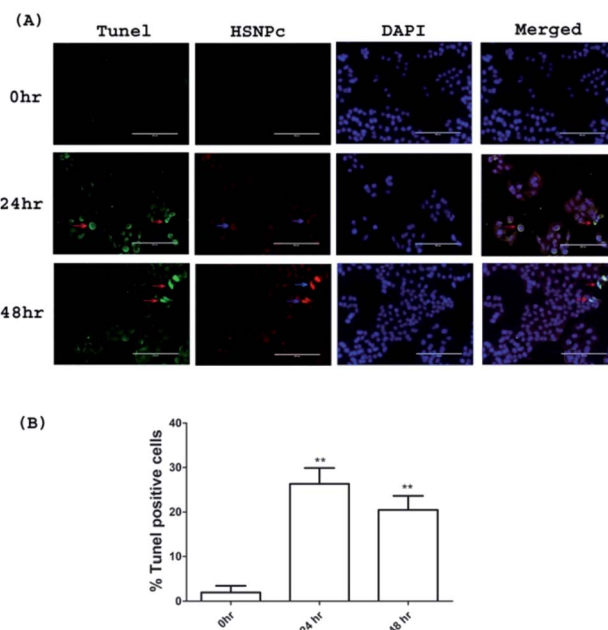 (A)
Tunel HSNPc DAPI Merged
0hr
24hr
48hr
(B)
% Tunel positive cells
40
30
20
10
0
**
**
0hr
24 hr
48 hr